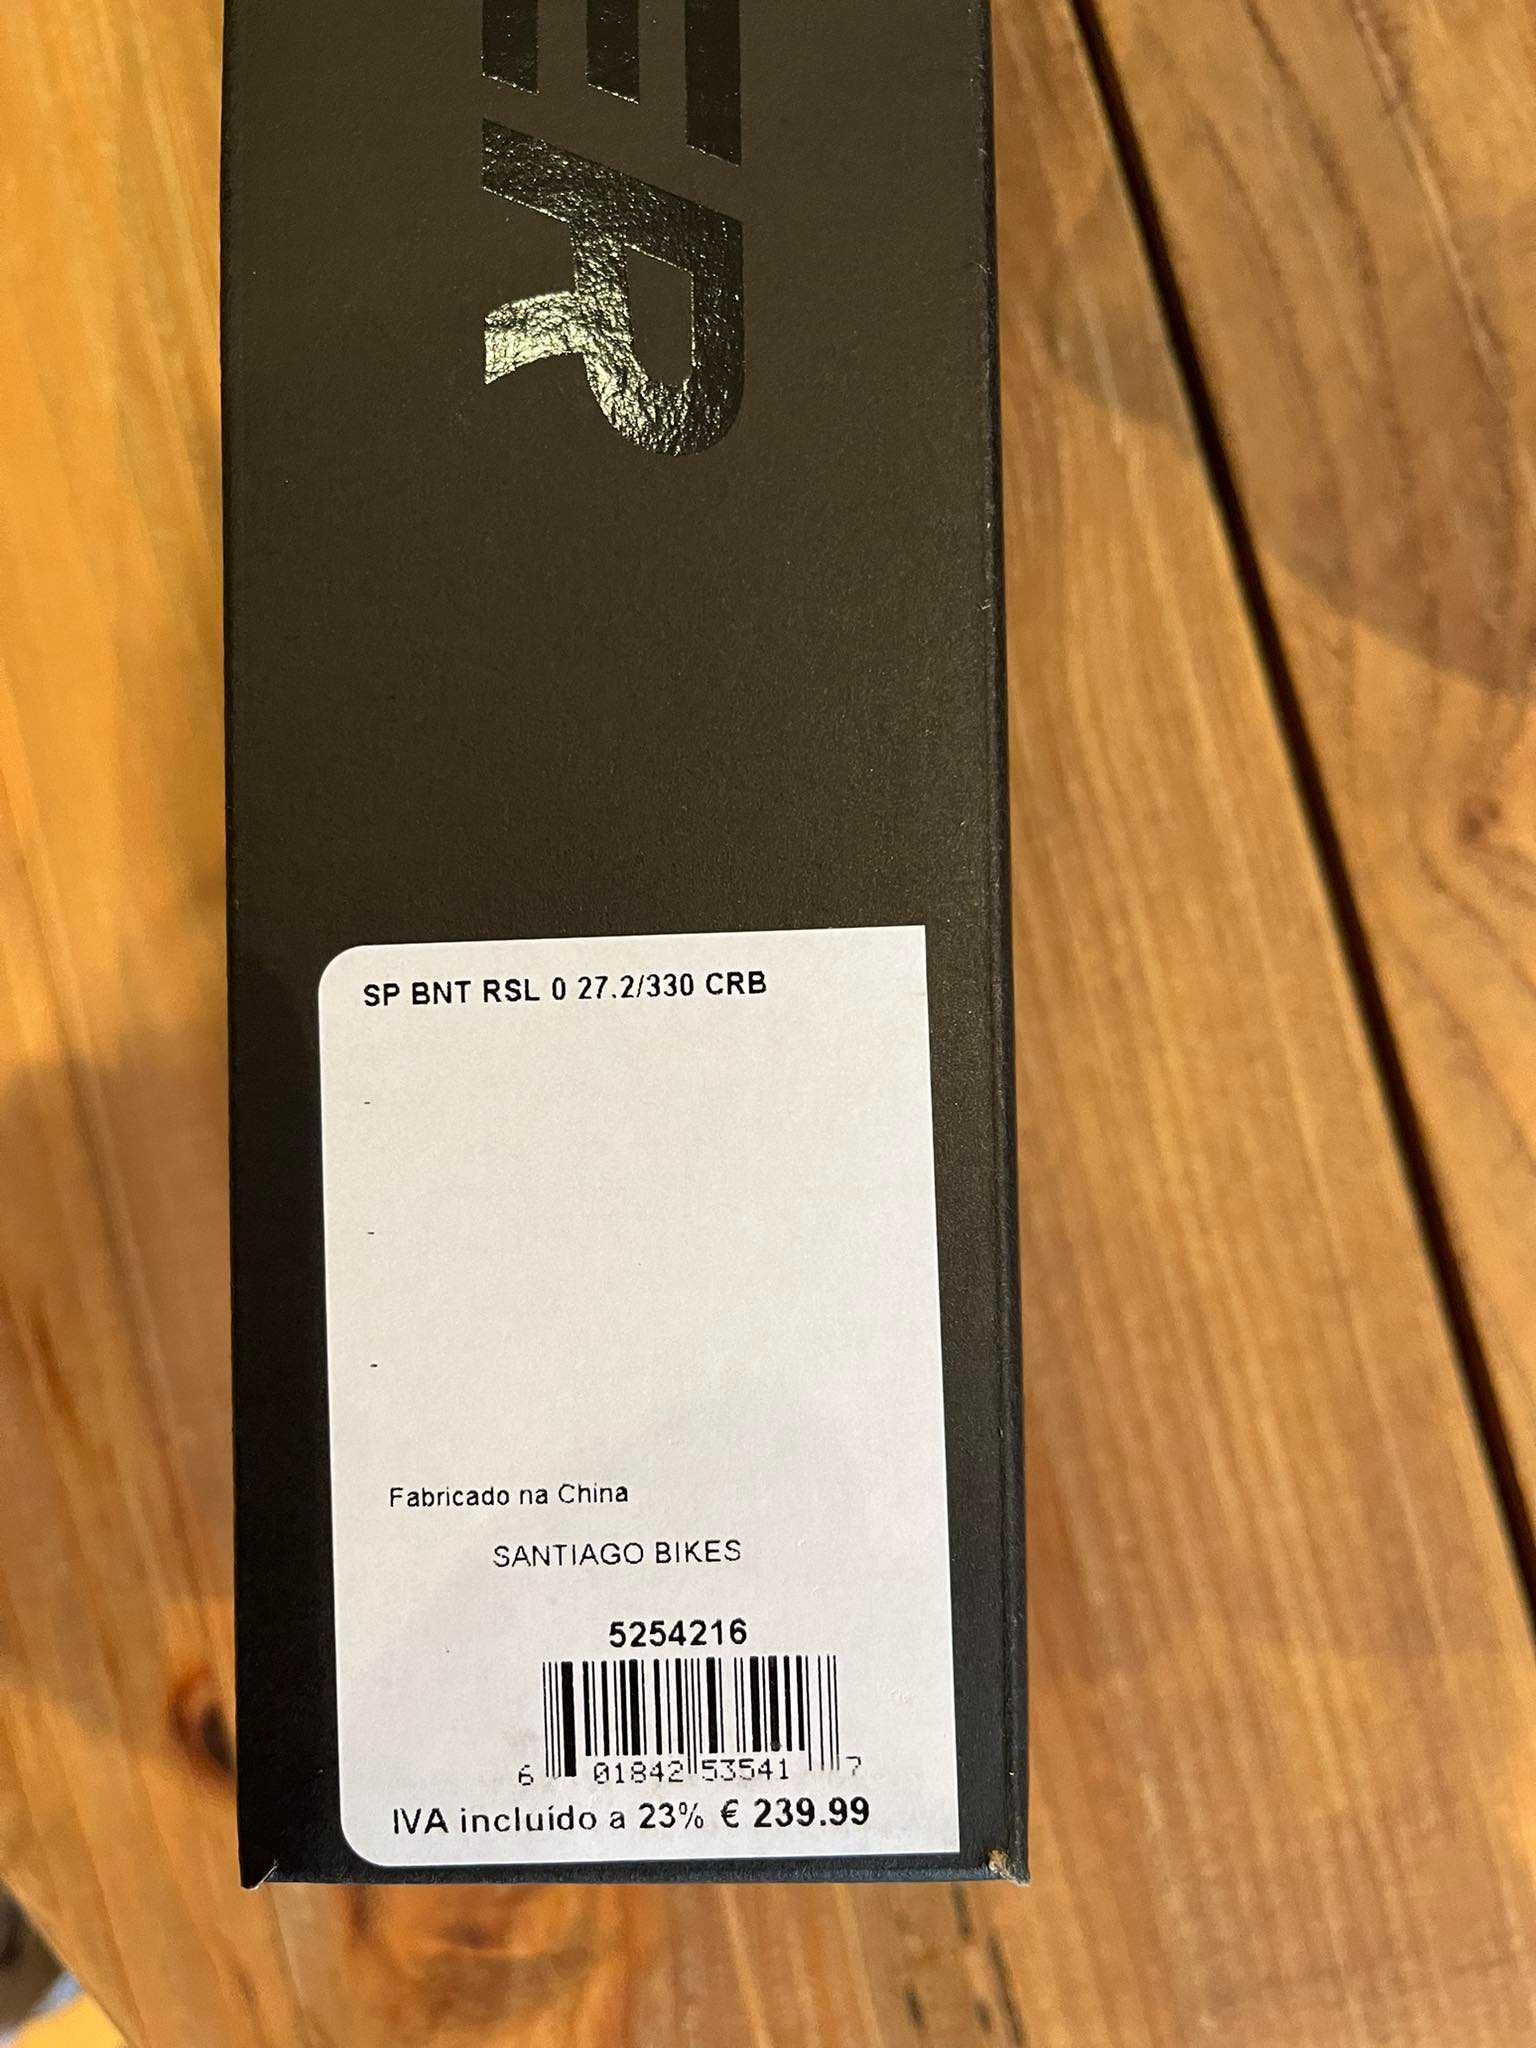 ER
SP BNT RSL 0 27.2/330 CRB
-
-
-
Fabricado na China
SANTIAGO BIKES
5254216
6 01842 53541 7
IVA incluído a 23% € 239.99